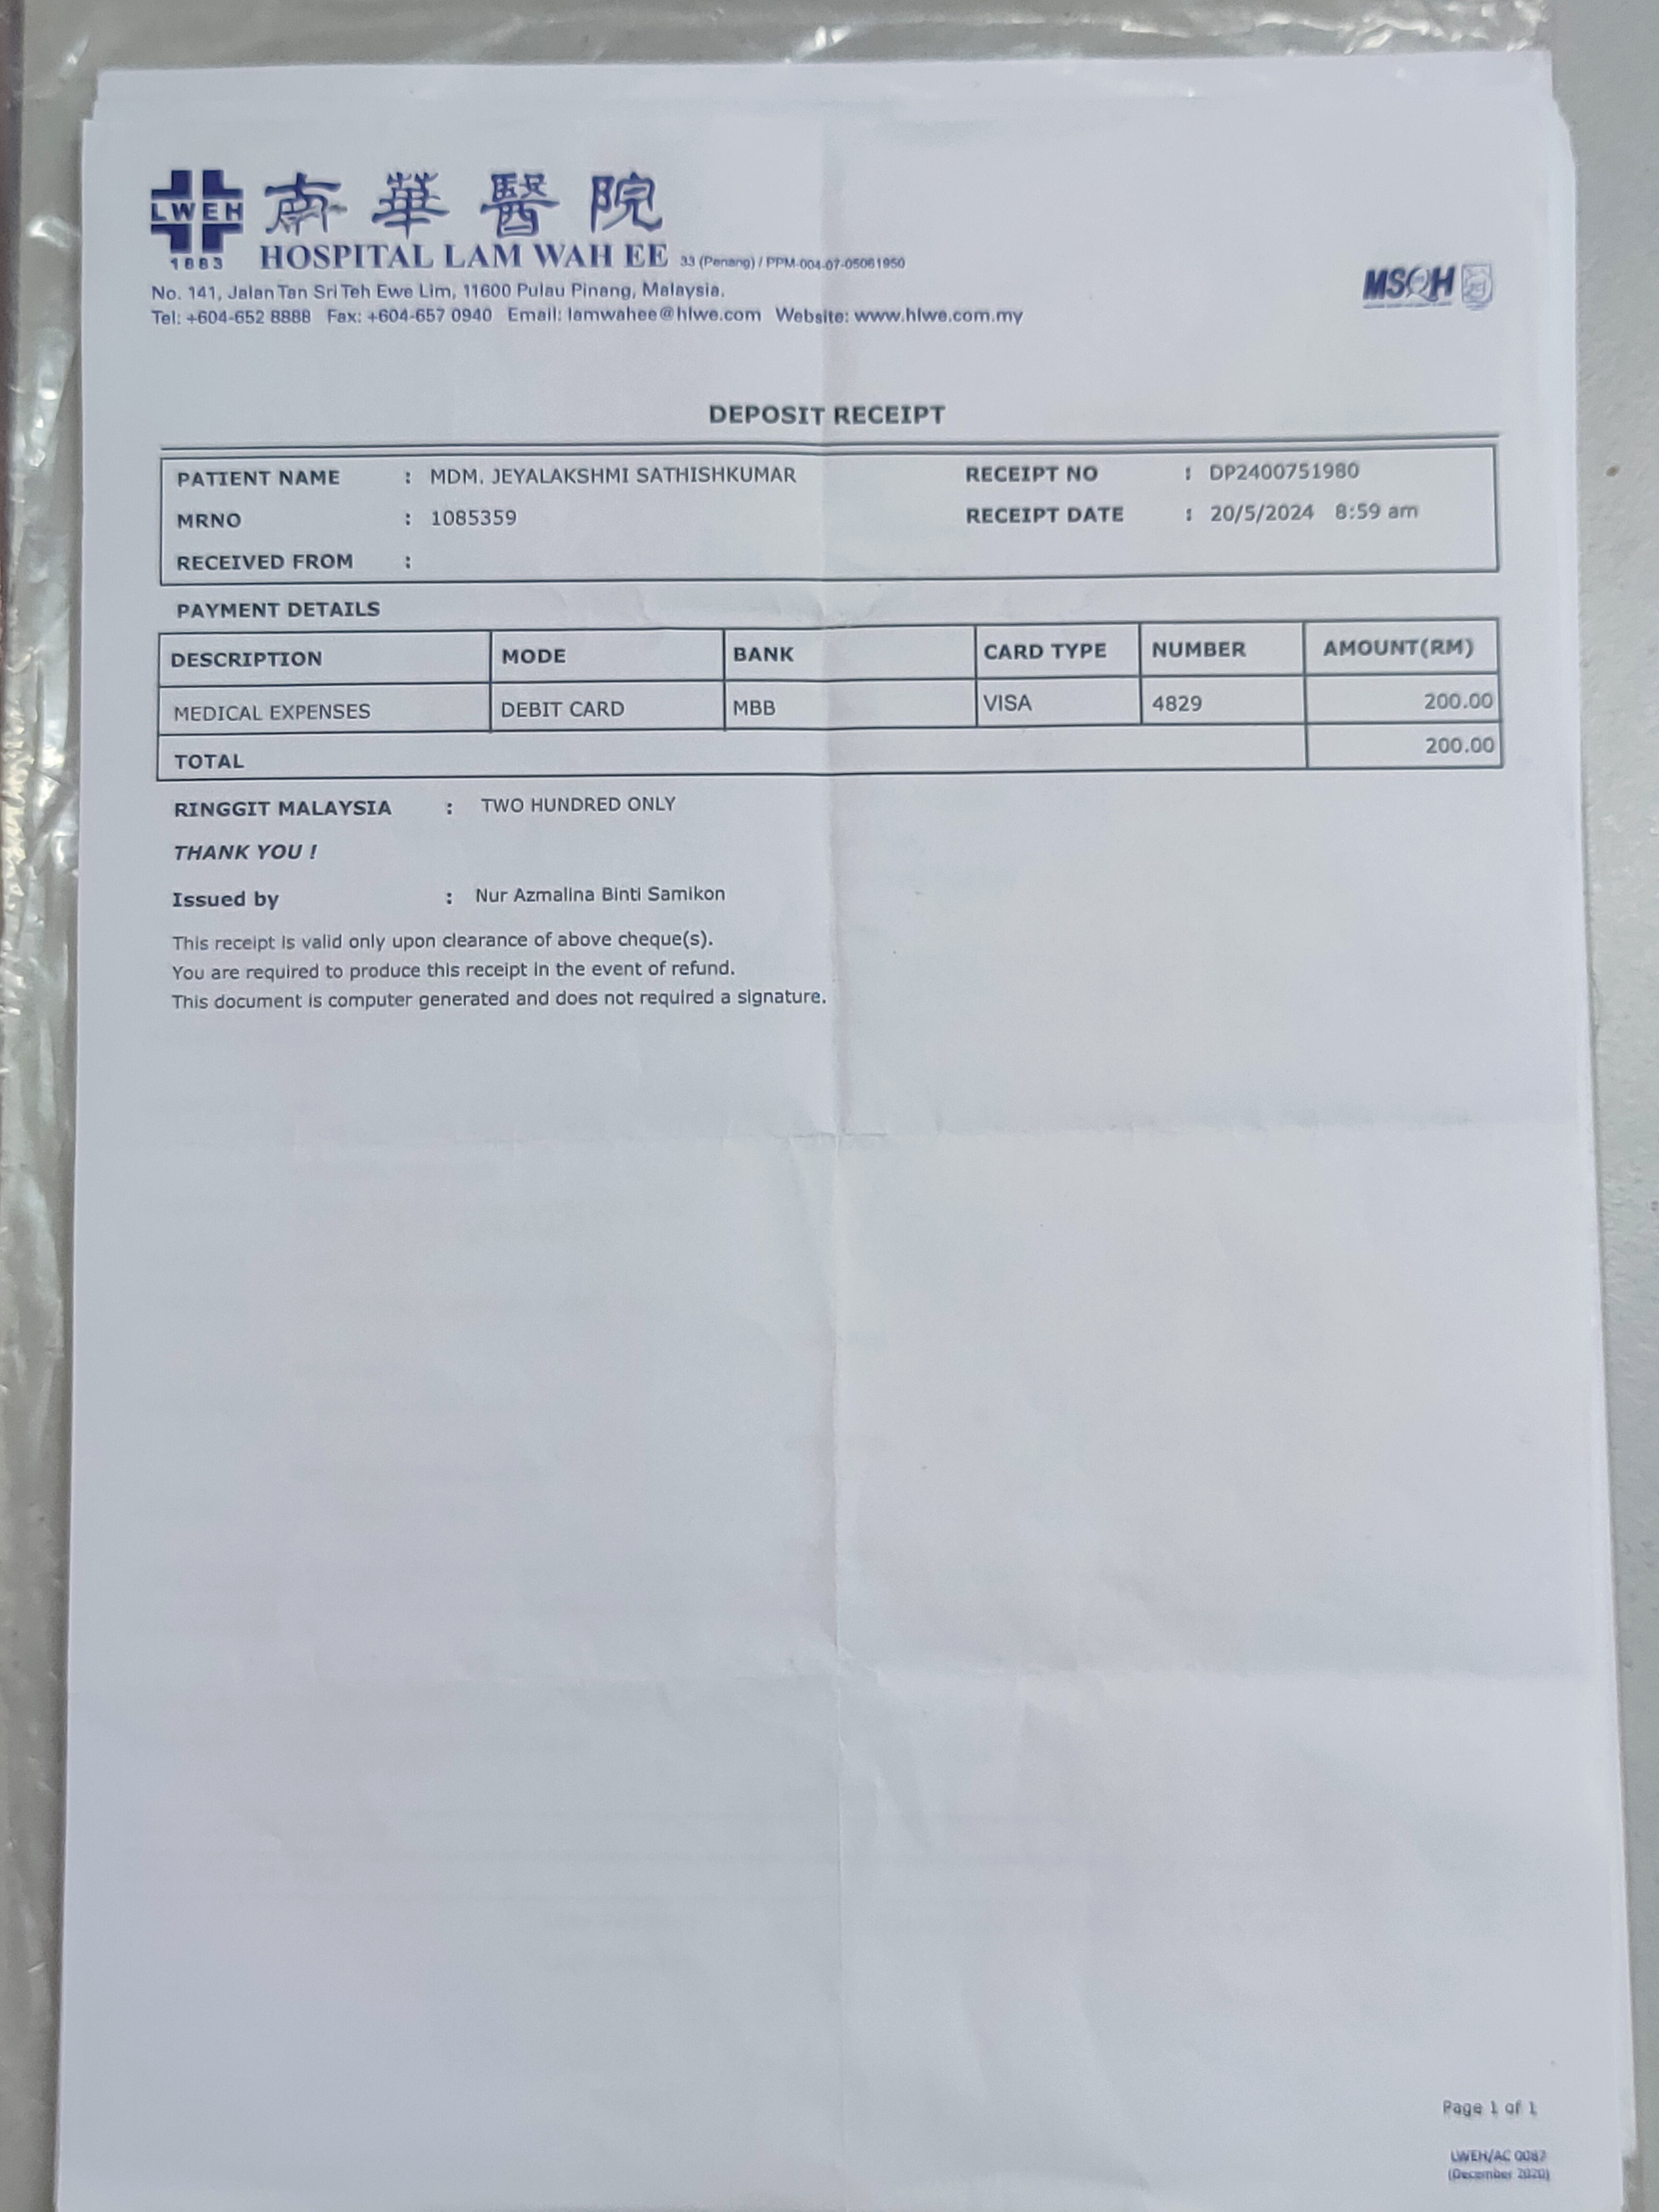 LWEH
1883
南華醫院
HOSPITAL LAM WAH EE 33 (Penang) / PPM-004-07-05061950
No. 141, Jalan Tan Sri Teh Ewe Lim, 11600 Pulau Pinang, Malaysia.
Tel: +604-652 8888 Fax: +604-657 0940 Email: lamwahee@hlwe.com Website: www.hlwe.com.my
MSQH
DEPOSIT RECEIPT
PATIENT NAME : MDM. JEYALAKSHMI SATHISHKUMAR RECEIPT NO : DP2400751980
MRNO : 1085359 RECEIPT DATE : 20/5/2024 8:59 am
RECEIVED FROM :
PAYMENT DETAILS
DESCRIPTION MODE BANK CARD TYPE NUMBER AMOUNT(RM)
MEDICAL EXPENSES DEBIT CARD MBB VISA 4829 200.00
TOTAL 200.00
RINGGIT MALAYSIA : TWO HUNDRED ONLY
THANK YOU !
Issued by : Nur Azmalina Binti Samikon
This receipt is valid only upon clearance of above cheque(s).
You are required to produce this receipt in the event of refund.
This document is computer generated and does not required a signature.
Page 1 of 1
LWEH/AC 0087
(December 2020)